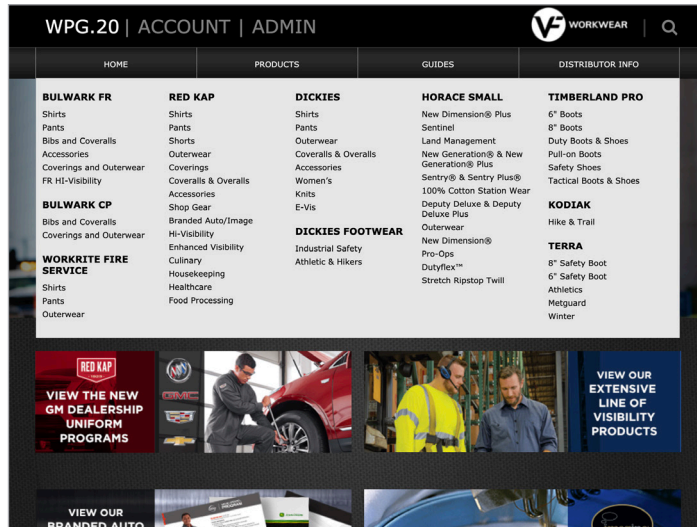 WPG.20 | ACCOUNT | ADMIN
VF WORKWEAR
HOME
PRODUCTS
GUIDES
DISTRIBUTOR INFO
BULWARK FR
Shirts
Pants
Bibs and Coveralls
Accessories
Coverings and Outerwear
FR HI-Visibility
BULWARK CP
Bibs and Coveralls
Coverings and Outerwear
WORKRITE FIRE
SERVICE
Shirts
Pants
Outerwear
RED KAP
Shirts
Pants
Shorts
Outerwear
Coverings
Coveralls & Overalls
Accessories
Shop Gear
Branded Auto/Image
Hi-Visibility
Enhanced Visibility
Culinary
Housekeeping
Healthcare
Food Processing
DICKIES
Shirts
Pants
Outerwear
Coveralls & Overalls
Accessories
Women's
Knits
E-Vis
DICKIES FOOTWEAR
Industrial Safety
Athletic & Hikers
HORACE SMALL
New Dimension® Plus
Sentinel
Land Management
New Generation® & New
Generation® Plus
Sentry® & Sentry Plus®
100% Cotton Station Wear
Deputy Deluxe & Deputy
Deluxe Plus
Outerwear
New Dimension®
Pro-Ops
Dutyflex™
Stretch Ripstop Twill
TIMBERLAND PRO
6" Boots
8" Boots
Duty Boots & Shoes
Pull-on Boots
Safety Shoes
Tactical Boots & Shoes
KODIAK
Hike & Trail
TERRA
8" Safety Boot
6" Safety Boot
Athletics
Metguard
Winter
RED KAP
VIEW THE NEW
GM DEALERSHIP
UNIFORM
PROGRAMS
GMC
VIEW OUR
EXTENSIVE
LINE OF
VISIBILITY
PRODUCTS
VIEW OUR
BRANDED AUTO